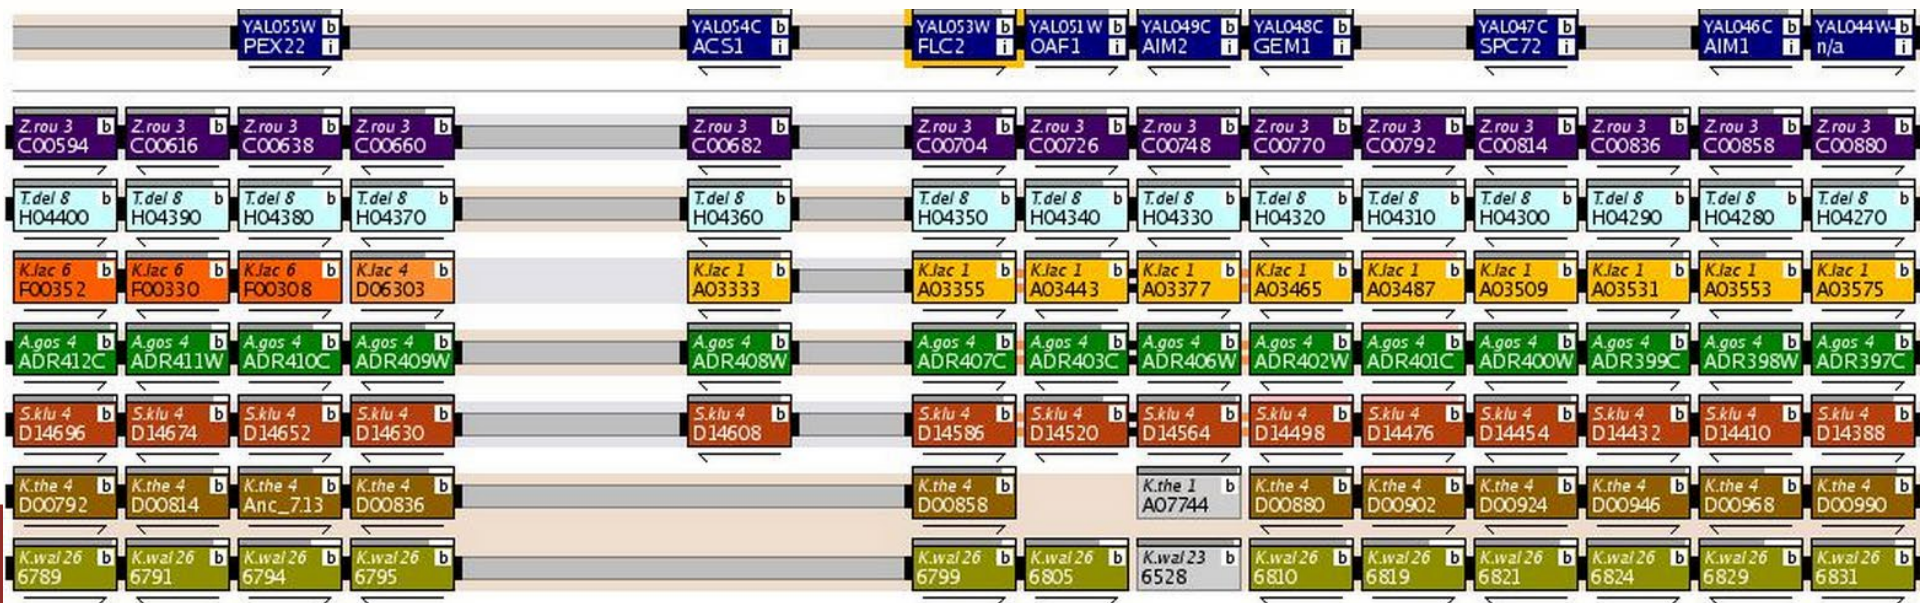 YAL055W b YAL054C b YAL053W b YAL051W b YAL049C b YAL048C b YAL047C b YAL046C b YAL044W- b
PEX22 i ACS1 i FLC2 i OAF1 i AIM2 i GEM1 i SPC72 i AIM1 i n/a i
Z.rou 3 b Z.rou 3 b Z.rou 3 b Z.rou 3 b Z.rou 3 b Z.rou 3 b Z.rou 3 b Z.rou 3 b Z.rou 3 b Z.rou 3 b Z.rou 3 b Z.rou 3 b Z.rou 3 b Z.rou 3 b
C00594 C00616 C00638 C00660 C00682 C00704 C00726 C00748 C00770 C00792 C00814 C00836 C00858 C00880
T.del 8 b T.del 8 b T.del 8 b T.del 8 b T.del 8 b T.del 8 b T.del 8 b T.del 8 b T.del 8 b T.del 8 b T.del 8 b T.del 8 b T.del 8 b T.del 8 b
H04400 H04390 H04380 H04370 H04360 H04350 H04340 H04330 H04320 H04310 H04300 H04290 H04280 H04270
K.lac 6 b K.lac 6 b K.lac 6 b K.lac 4 b K.lac 1 b K.lac 1 b K.lac 1 b K.lac 1 b K.lac 1 b K.lac 1 b K.lac 1 b K.lac 1 b K.lac 1 b K.lac 1 b
F00352 F00330 F00308 D06303 A03333 A03355 A03443 A03377 A03465 A03487 A03509 A03531 A03553 A03575
A.gos 4 b A.gos 4 b A.gos 4 b A.gos 4 b A.gos 4 b A.gos 4 b A.gos 4 b A.gos 4 b A.gos 4 b A.gos 4 b A.gos 4 b A.gos 4 b A.gos 4 b A.gos 4 b
ADR412C ADR411W ADR410C ADR409W ADR408W ADR407C ADR403C ADR406W ADR402W ADR401C ADR400W ADR399C ADR398W ADR397C
S.klu 4 b S.klu 4 b S.klu 4 b S.klu 4 b S.klu 4 b S.klu 4 b S.klu 4 b S.klu 4 b S.klu 4 b S.klu 4 b S.klu 4 b S.klu 4 b S.klu 4 b S.klu 4 b
D14696 D14674 D14652 D14630 D14608 D14586 D14520 D14564 D14498 D14476 D14454 D14432 D14410 D14388
K.the 4 b K.the 4 b K.the 4 b K.the 4 b K.the 4 b K.the 1 b K.the 4 b K.the 4 b K.the 4 b K.the 4 b K.the 4 b K.the 4 b
D00792 D00814 Anc_7.13 D00836 D00858 A07744 D00880 D00902 D00924 D00946 D00968 D00990
K.wal 26 b K.wal 26 b K.wal 26 b K.wal 26 b K.wal 26 b K.wal 26 b K.wal 23 b K.wal 26 b K.wal 26 b K.wal 26 b K.wal 26 b K.wal 26 b K.wal 26 b
6789 6791 6794 6795 6799 6805 6528 6810 6819 6821 6824 6829 6831